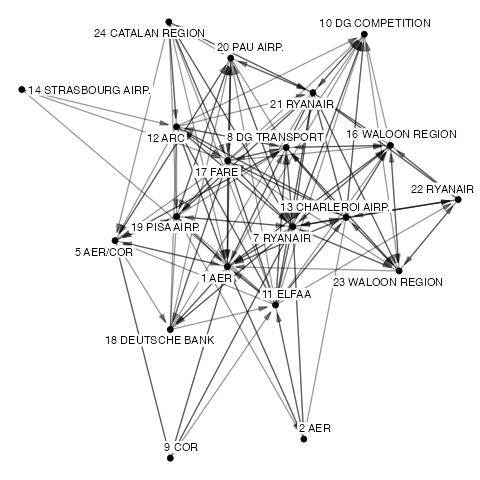 10 DG COMPETITION
24 CATALAN REGION
20 PAU AIRP.
14 STRASBOURG AIRP.
21 RYANAIR
12 ARC
8 DG TRANSPORT
16 WALOON REGION
17 FARE
22 RYANAIR
13 CHARLEROI AIRP.
19 PISA AIRP.
7 RYANAIR
5 AER/COR
1 AER
23 WALOON REGION
11 ELFAA
18 DEUTSCHE BANK
2 AER
9 COR